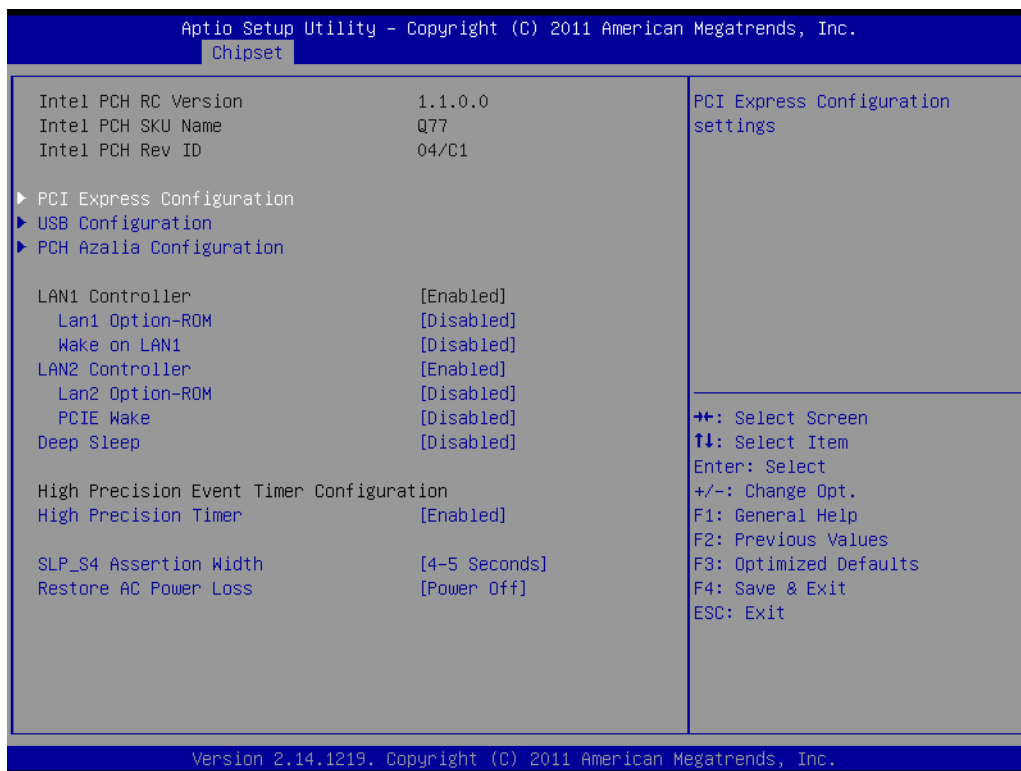 Aptio Setup Utility – Copyright (C) 2011 American Megatrends, Inc.
Chipset
Intel PCH RC Version 1.1.0.0
Intel PCH SKU Name Q77
Intel PCH Rev ID 04/C1
PCI Express Configuration
USB Configuration
PCH Azalia Configuration
LAN1 Controller [Enabled]
Lan1 Option-ROM [Disabled]
Wake on LAN1 [Disabled]
LAN2 Controller [Enabled]
Lan2 Option-ROM [Disabled]
PCIE Wake [Disabled]
Deep Sleep [Disabled]
High Precision Event Timer Configuration
High Precision Timer [Enabled]
SLP_S4 Assertion Width [4-5 Seconds]
Restore AC Power Loss [Power Off]
PCI Express Configuration
settings
→←: Select Screen
↑↓: Select Item
Enter: Select
+/-: Change Opt.
F1: General Help
F2: Previous Values
F3: Optimized Defaults
F4: Save & Exit
ESC: Exit
Version 2.14.1219. Copyright (C) 2011 American Megatrends, Inc.